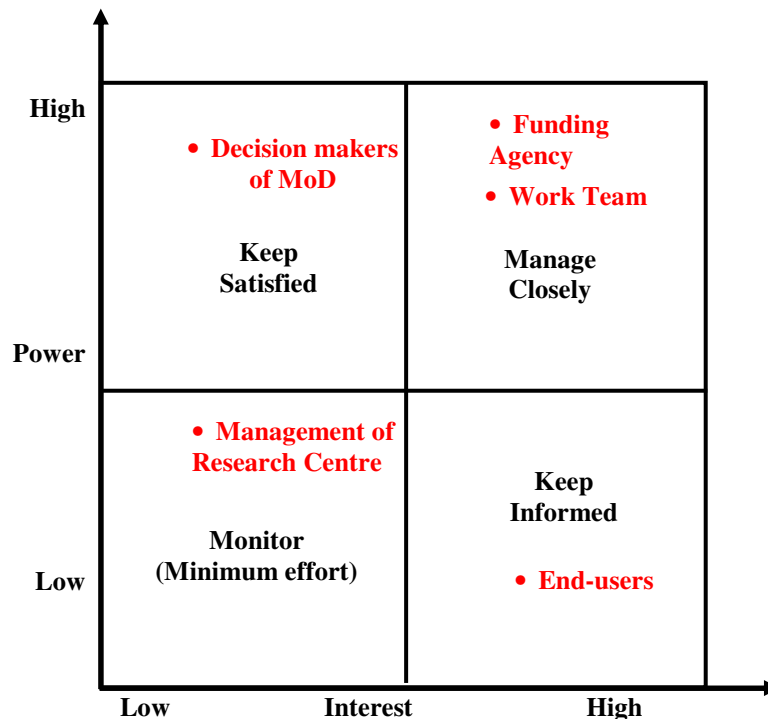 High
• Decision makers
of MoD
• Funding
Agency
• Work Team
Keep
Satisfied
Manage
Closely
Power
• Management of
Research Centre
Keep
Informed
Monitor
(Minimum effort)
Low
• End-users
Low
Interest
High